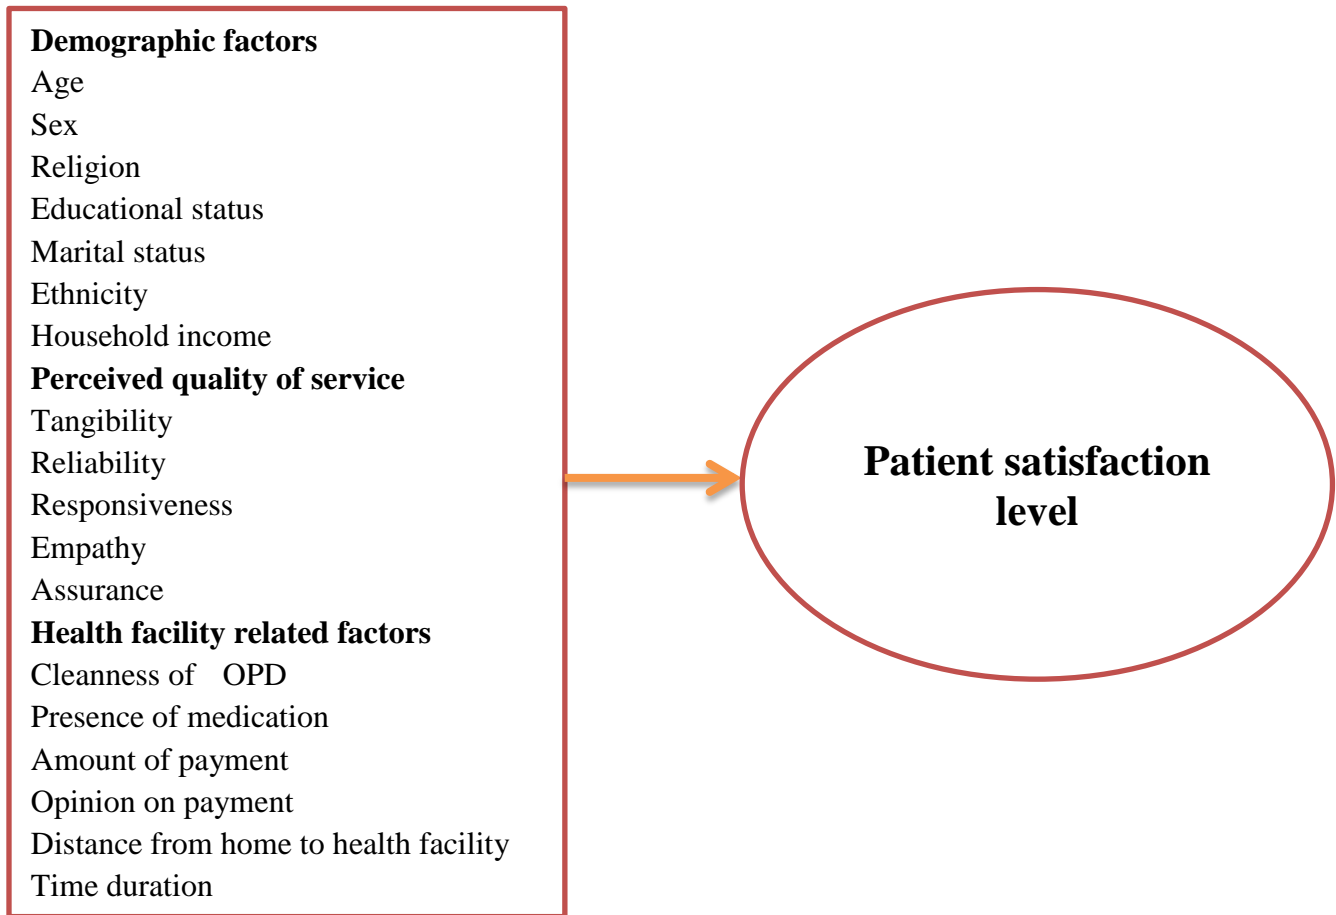 Demographic factors
Age
Sex
Religion
Educational status
Marital status
Ethnicity
Household income
Perceived quality of service
Tangibility
Reliability
Responsiveness
Empathy
Assurance
Health facility related factors
Cleanness of   OPD
Presence of medication
Amount of payment
Opinion on payment
Distance from home to health facility
Time duration
Patient satisfaction
level